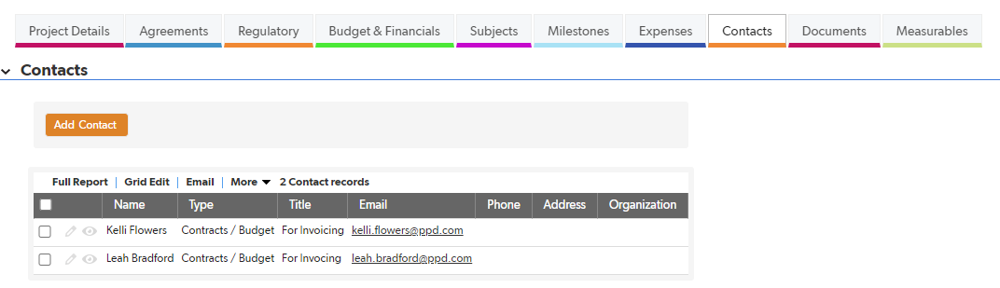 Project Details Agreements Regulatory Budget & Financials Subjects Milestones Expenses Contacts Documents Measurables
Contacts
Add Contact
Full Report | Grid Edit | Email | More 2 Contact records
Name Type Title Email Phone Address Organization
Kelli Flowers Contracts / Budget For Invoicing kelli.flowers@ppd.com
Leah Bradford Contracts / Budget For Invocing leah.bradford@ppd.com